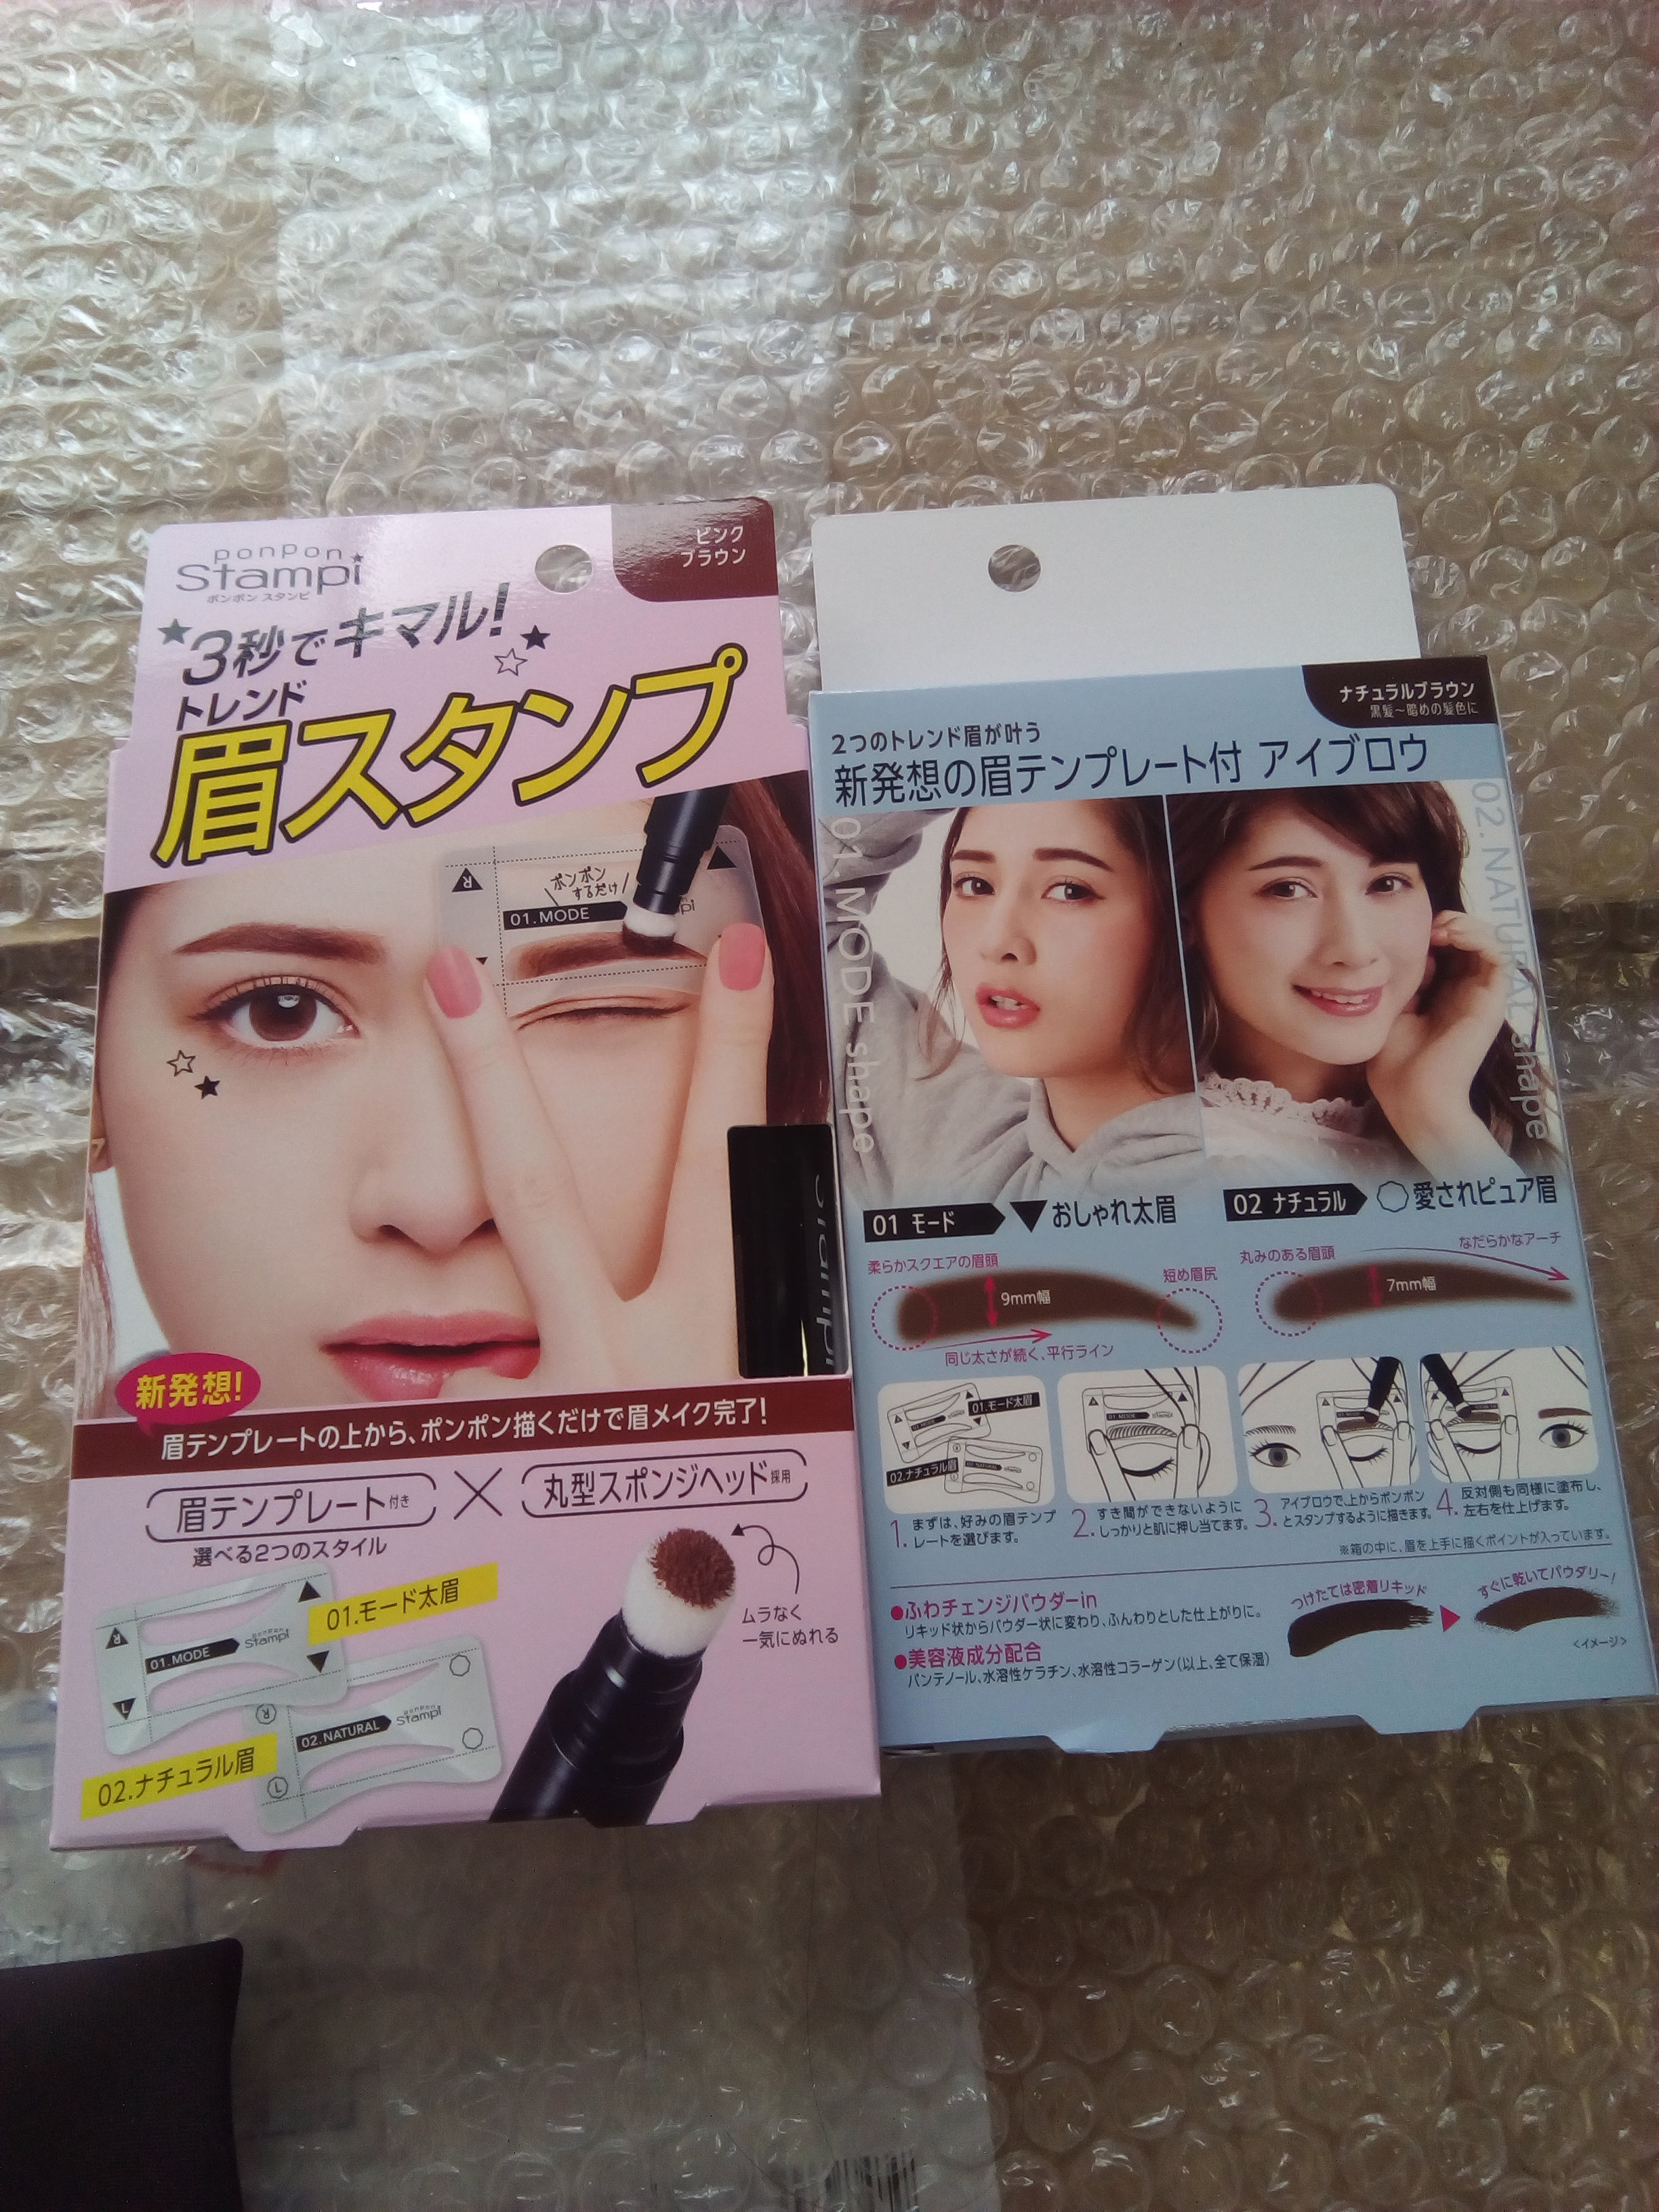 ponpon
Stampi
ポンポン スタンピ
ピンク
ブラウン
3秒でキマル!
トレンド
眉スタンプ
R
ポンポン
するだけ
01.MODE
Stampi
新発想!
眉テンプレートの上から、ポンポン描くだけで眉メイク完了!
眉テンプレート付き × 丸型スポンジヘッド採用
選べる2つのスタイル
01.モード太眉
R
01.MODE
ponpon
Stampi
L
R
02.NATURAL
ponpon
Stampi
L
02.ナチュラル眉
ムラなく
一気にぬれる
ナチュラルブラウン
黒髪~暗めの髪色に
2つのトレンド眉が叶う
新発想の眉テンプレート付 アイブロウ
01. MODE shape
02. NATURAL shape
01 モード
おしゃれ太眉
02 ナチュラル
愛されピュア眉
柔らかスクエアの眉頭
9mm幅
短め眉尻
同じ太さが続く、平行ライン
丸みのある眉頭
なだらかなアーチ
7mm幅
01.モード太眉
02.ナチュラル眉
1. まずは、好みの眉テンプ
レートを選びます。
2. すき間ができないように
しっかりと肌に押し当てます。
3. アイブロウで、上からポンポン
とスタンプするように描きます。
4. 反対側も同様に塗布し、
左右を仕上げます。
※箱の中に、眉を上手に描くポイントが入っています。
●ふわチェンジパウダーin
リキッド状からパウダー状に変わり、ふんわりとした仕上がりに。
●美容液成分配合
パンテノール、水溶性ケラチン、水溶性コラーゲン(以上、全て保湿)
つけたては密着リキッド
すぐに乾いてパウダリー!
<イメージ>